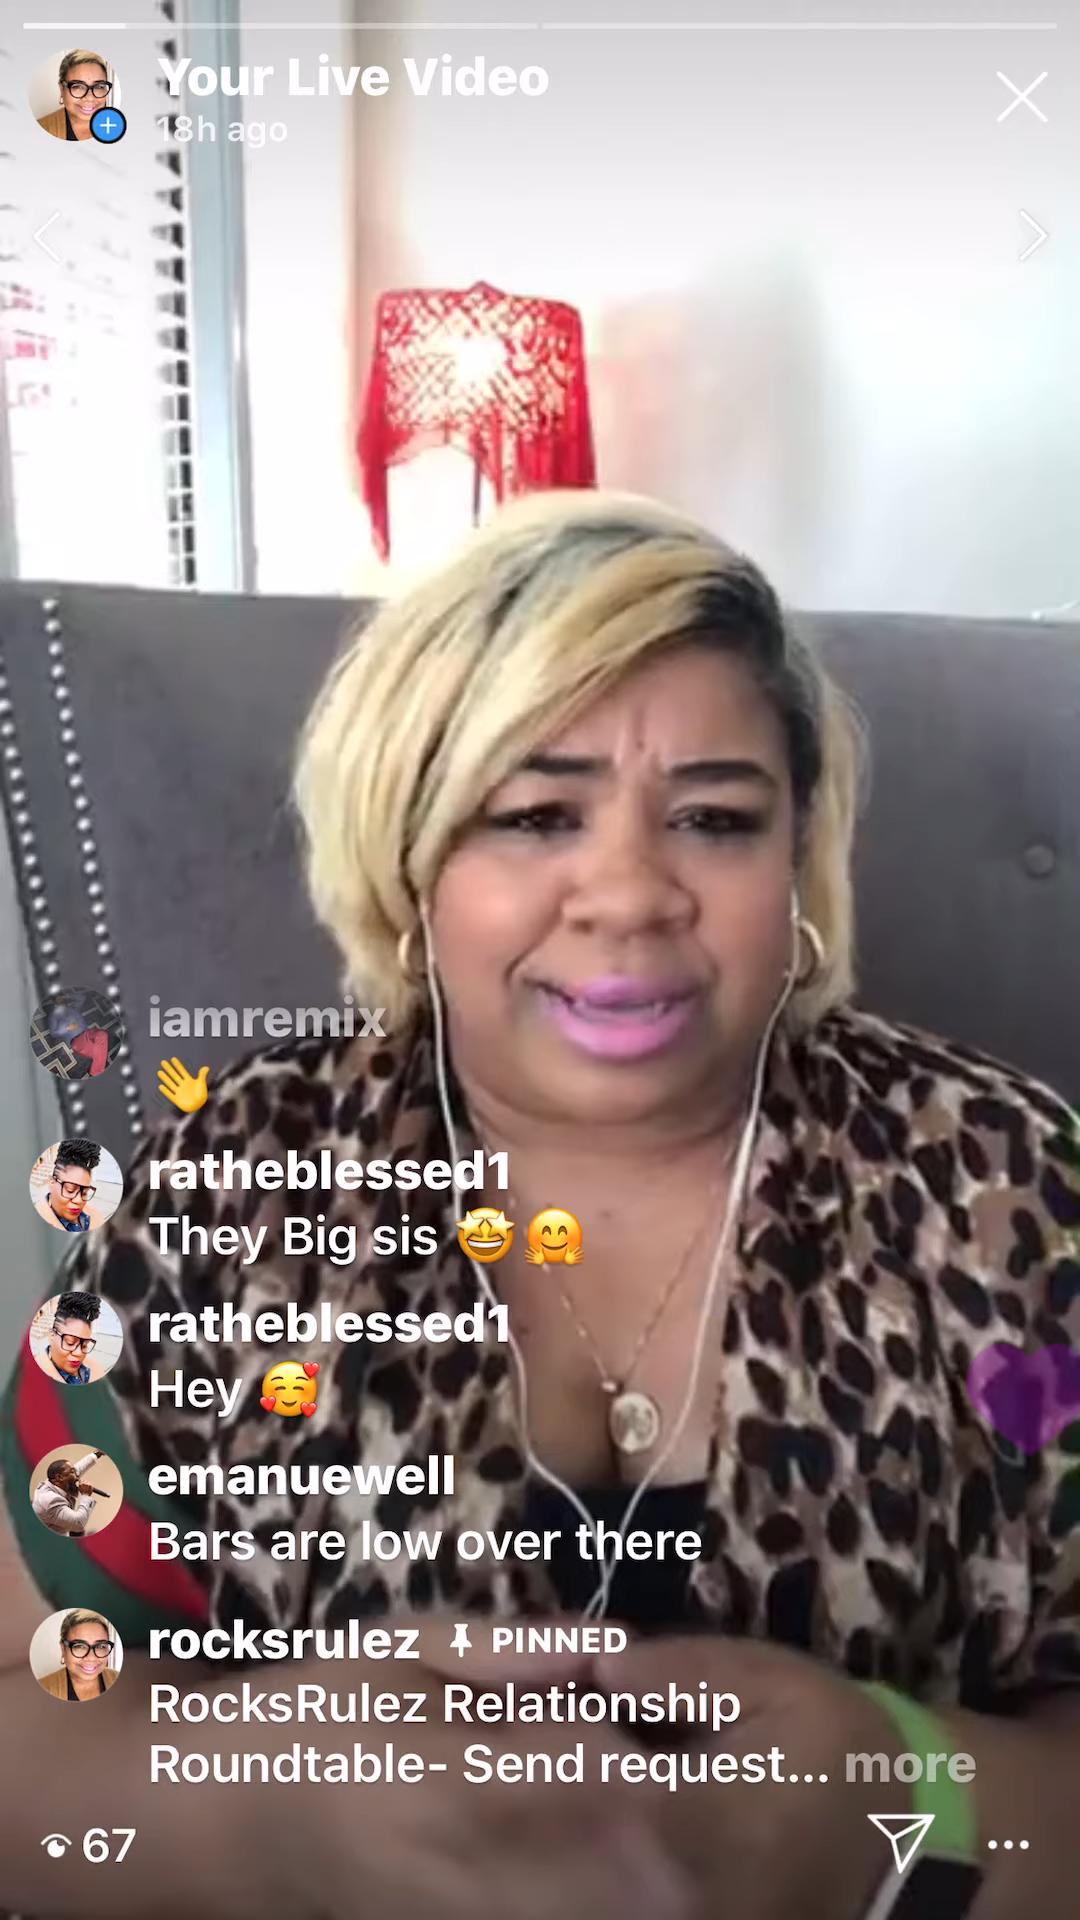 Your Live Video
18h ago
iamremix
👋
ratheblessed1
They Big sis 🤩🤗
ratheblessed1
Hey 🥰
emanuewell
Bars are low over there
rocksrulez PINNED
RocksRulez Relationship
Roundtable- Send request... more
67